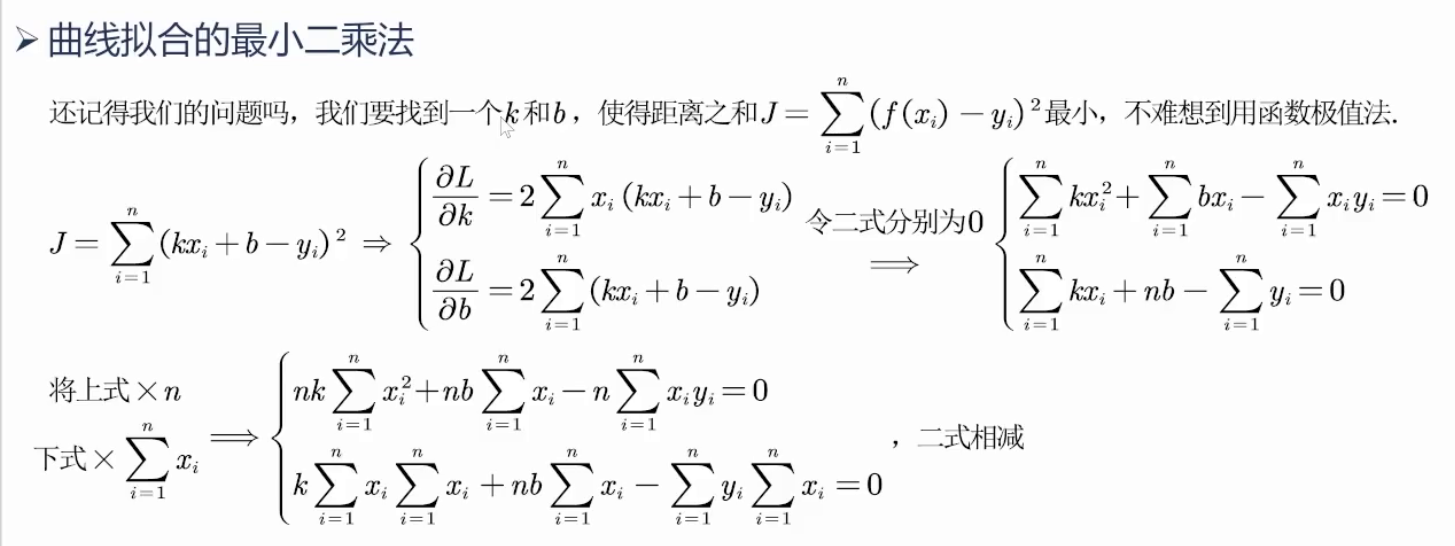 ➢ 曲线拟合的最小二乘法
还记得我们的问题吗，我们要找到一个k和b，使得距离之和J = ∑_{i=1}^{n} (f(x_i) − y_i)² 最小，不难想到用函数极值法.
J = ∑_{i=1}^{n} (kx_i + b − y_i)² ⇒ { ∂L/∂k = 2∑_{i=1}^{n} x_i (kx_i + b − y_i)
∂L/∂b = 2∑_{i=1}^{n} (kx_i + b − y_i)
令二式分别为0 ⟹ { ∑_{i=1}^{n} kx_i² + ∑_{i=1}^{n} bx_i − ∑_{i=1}^{n} x_i y_i = 0
∑_{i=1}^{n} kx_i + nb − ∑_{i=1}^{n} y_i = 0
将上式 × n
下式 × ∑_{i=1}^{n} x_i ⟹ { nk∑_{i=1}^{n} x_i² + nb∑_{i=1}^{n} x_i − n∑_{i=1}^{n} x_i y_i = 0
k∑_{i=1}^{n} x_i ∑_{i=1}^{n} x_i + nb∑_{i=1}^{n} x_i − ∑_{i=1}^{n} y_i ∑_{i=1}^{n} x_i = 0
，二式相减